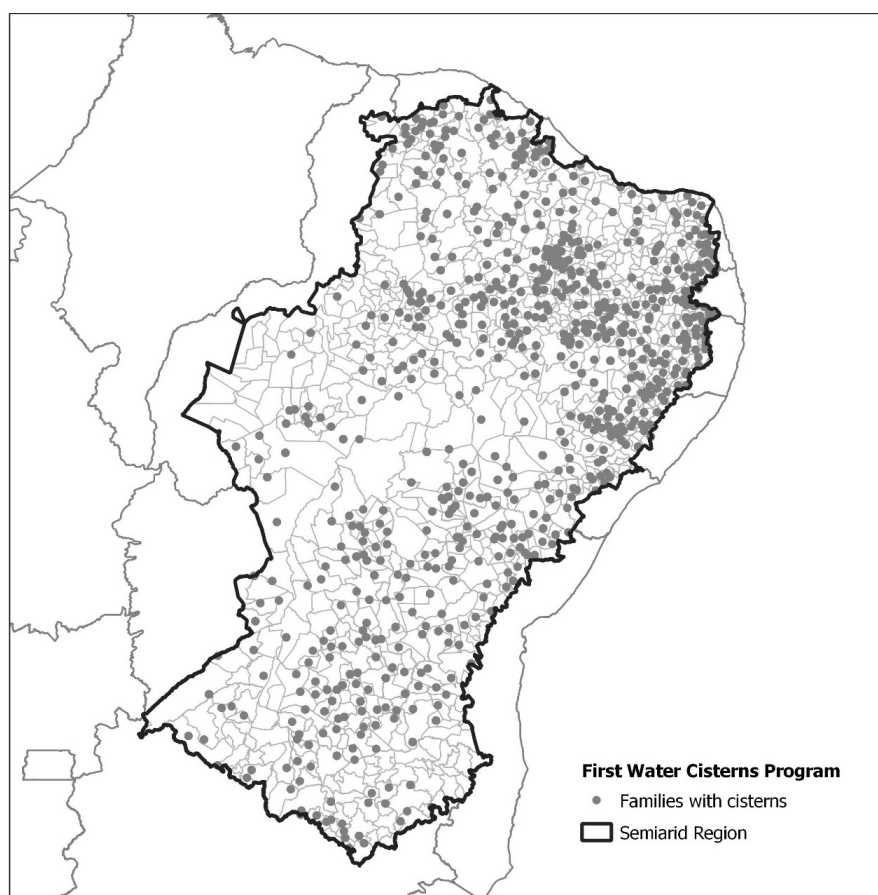 First Water Cisterns Program
Families with cisterns
Semiarid Region